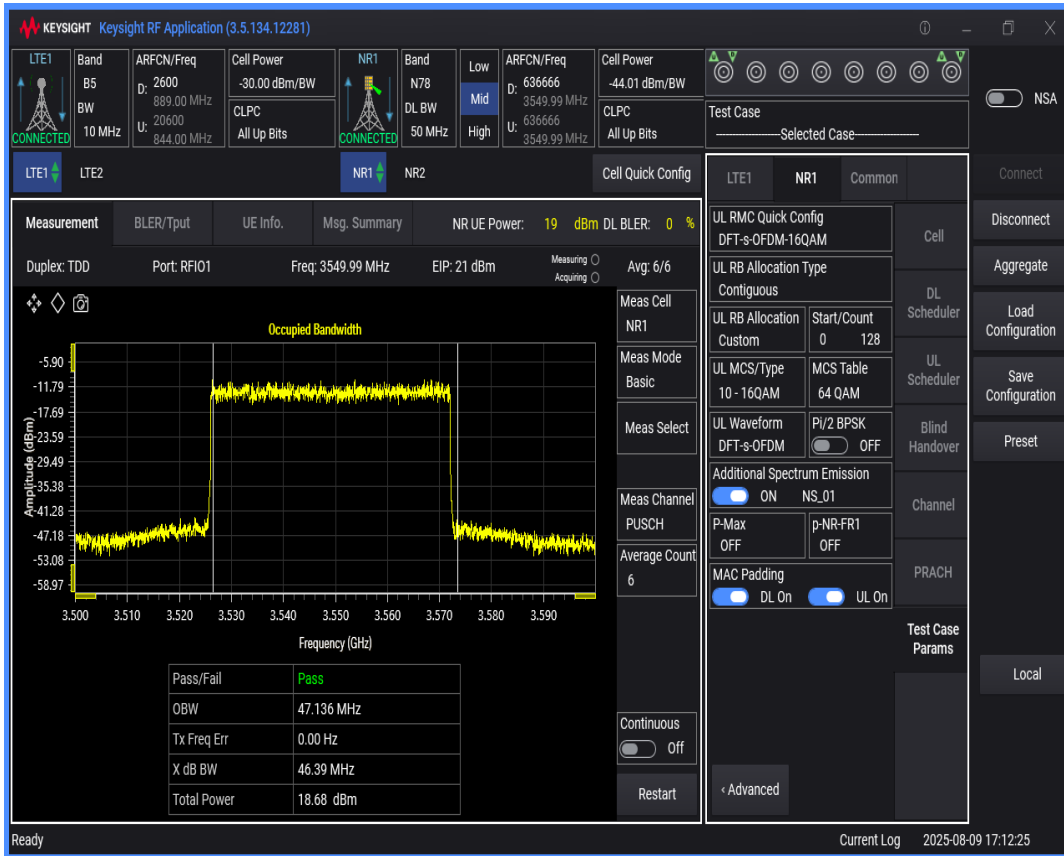 KEYSIGHT Keysight RF Application (3.5.134.12281)
LTE1
CONNECTED
Band
B5
BW
10 MHz
ARFCN/Freq
D: 2600
889.00 MHz
U: 20600
844.00 MHz
Cell Power
-30.00 dBm/BW
CLPC
All Up Bits
NR1
CONNECTED
Band
N78
DL BW
50 MHz
Low
Mid
High
ARFCN/Freq
D: 636666
3549.99 MHz
U: 636666
3549.99 MHz
Cell Power
-44.01 dBm/BW
CLPC
All Up Bits
Test Case
--------------------Selected Case--------------------
NSA
LTE1 LTE2 NR1 NR2 Cell Quick Config
Measurement BLER/Tput UE Info. Msg. Summary NR UE Power: 19 dBm DL BLER: 0 %
Duplex: TDD Port: RFIO1 Freq: 3549.99 MHz EIP: 21 dBm Measuring Acquiring Avg: 6/6
Occupied Bandwidth
Amplitude (dBm)
-5.90
-11.79
-17.69
-23.59
-29.49
-35.38
-41.28
-47.18
-53.08
-58.97
3.500 3.510 3.520 3.530 3.540 3.550 3.560 3.570 3.580 3.590
Frequency (GHz)
Pass/Fail Pass
OBW 47.136 MHz
Tx Freq Err 0.00 Hz
X dB BW 46.39 MHz
Total Power 18.68 dBm
Meas Cell
NR1
Meas Mode
Basic
Meas Select
Meas Channel
PUSCH
Average Count
6
Continuous
Off
Restart
LTE1 NR1 Common
UL RMC Quick Config
DFT-s-OFDM-16QAM
UL RB Allocation Type
Contiguous
UL RB Allocation
Custom
Start/Count
0 128
UL MCS/Type
10 - 16QAM
MCS Table
64 QAM
UL Waveform
DFT-s-OFDM
Pi/2 BPSK
OFF
Additional Spectrum Emission
ON NS_01
P-Max
OFF
p-NR-FR1
OFF
MAC Padding
DL On UL On
< Advanced
Cell
DL
Scheduler
UL
Scheduler
Blind
Handover
Channel
PRACH
Test Case
Params
Connect
Disconnect
Aggregate
Load
Configuration
Save
Configuration
Preset
Local
Ready Current Log 2025-08-09 17:12:25